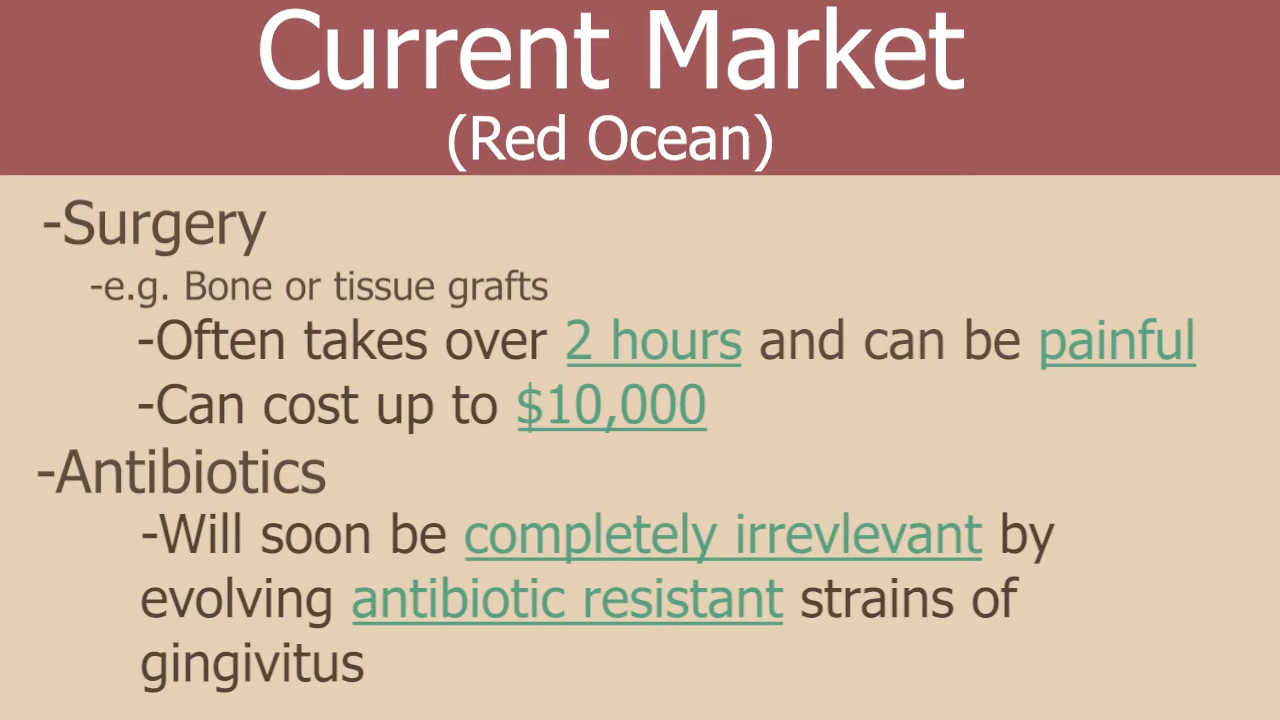 Current Market
(Red Ocean)
-Surgery
-e.g. Bone or tissue grafts
-Often takes over 2 hours and can be painful
-Can cost up to $10,000
-Antibiotics
-Will soon be completely irrevlevant by
evolving antibiotic resistant strains of
gingivitus